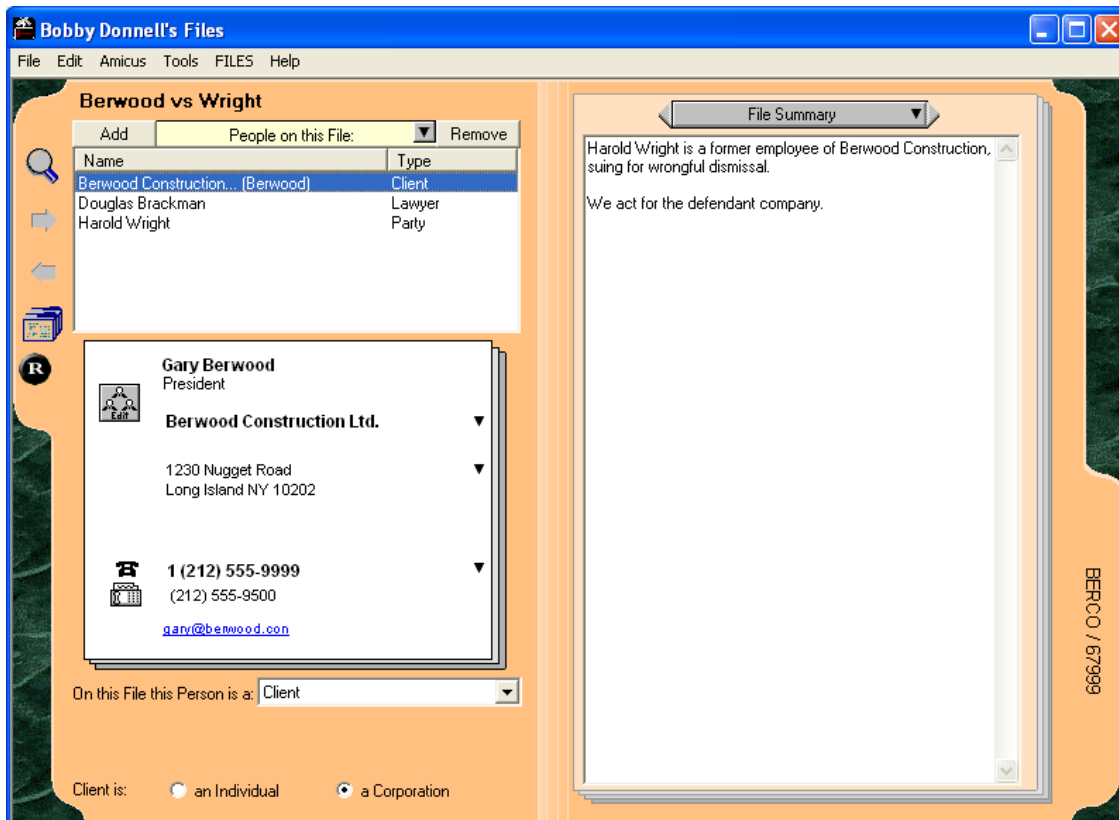 Bobby Donnell's Files
File Edit Amicus Tools FILES Help
Berwood vs Wright
Add People on this File: Remove
Name Type
Berwood Construction... (Berwood) Client
Douglas Brackman Lawyer
Harold Wright Party
R
Gary Berwood
President
Edit
Berwood Construction Ltd.
1230 Nugget Road
Long Island NY 10202
1 (212) 555-9999
(212) 555-9500
gary@berwood.con
On this File this Person is a: Client
Client is: an Individual a Corporation
File Summary
Harold Wright is a former employee of Berwood Construction,
suing for wrongful dismissal.
We act for the defendant company.
BERCO / 67999